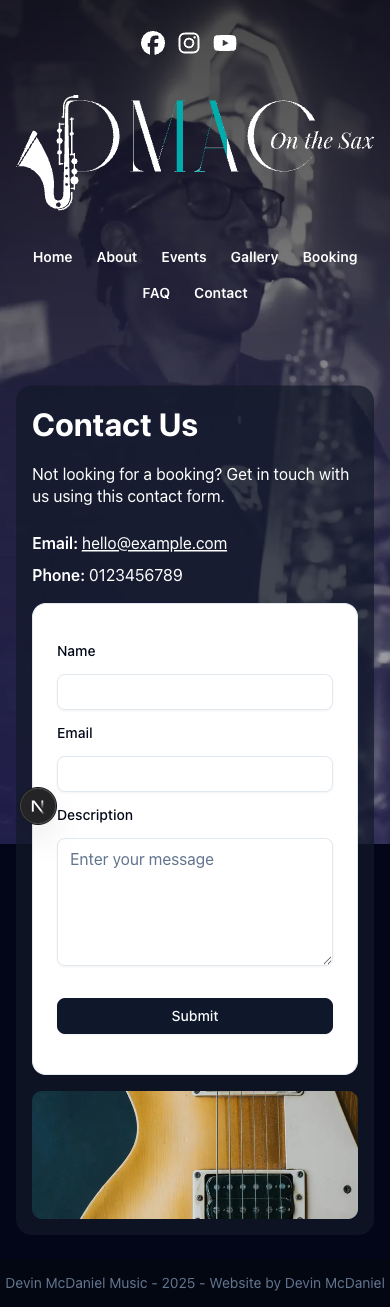 DMAC On the Sax
Home About Events Gallery Booking
FAQ Contact
Contact Us
Not looking for a booking? Get in touch with
us using this contact form.
Email: hello@example.com
Phone: 0123456789
Name
Email
N
Description
Enter your message
Submit
Devin McDaniel Music - 2025 - Website by Devin McDaniel